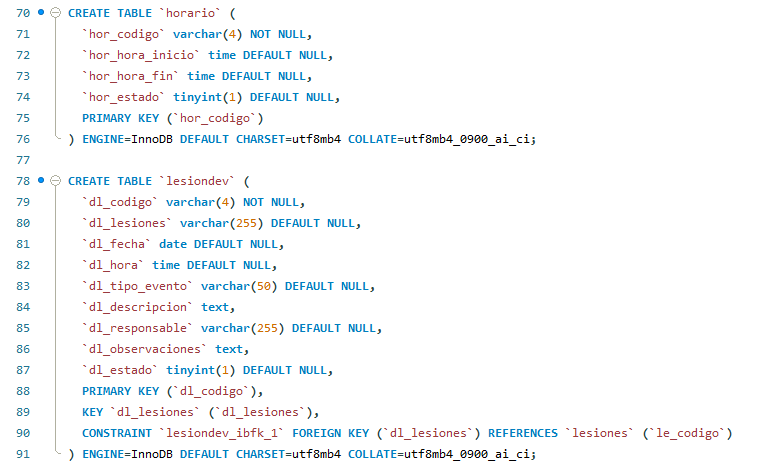 70 CREATE TABLE `horario` (
71 `hor_codigo` varchar(4) NOT NULL,
72 `hor_hora_inicio` time DEFAULT NULL,
73 `hor_hora_fin` time DEFAULT NULL,
74 `hor_estado` tinyint(1) DEFAULT NULL,
75 PRIMARY KEY (`hor_codigo`)
76 ) ENGINE=InnoDB DEFAULT CHARSET=utf8mb4 COLLATE=utf8mb4_0900_ai_ci;
77
78 CREATE TABLE `lesiondev` (
79 `dl_codigo` varchar(4) NOT NULL,
80 `dl_lesiones` varchar(255) DEFAULT NULL,
81 `dl_fecha` date DEFAULT NULL,
82 `dl_hora` time DEFAULT NULL,
83 `dl_tipo_evento` varchar(50) DEFAULT NULL,
84 `dl_descripcion` text,
85 `dl_responsable` varchar(255) DEFAULT NULL,
86 `dl_observaciones` text,
87 `dl_estado` tinyint(1) DEFAULT NULL,
88 PRIMARY KEY (`dl_codigo`),
89 KEY `dl_lesiones` (`dl_lesiones`),
90 CONSTRAINT `lesiondev_ibfk_1` FOREIGN KEY (`dl_lesiones`) REFERENCES `lesiones` (`le_codigo`)
91 ) ENGINE=InnoDB DEFAULT CHARSET=utf8mb4 COLLATE=utf8mb4_0900_ai_ci;